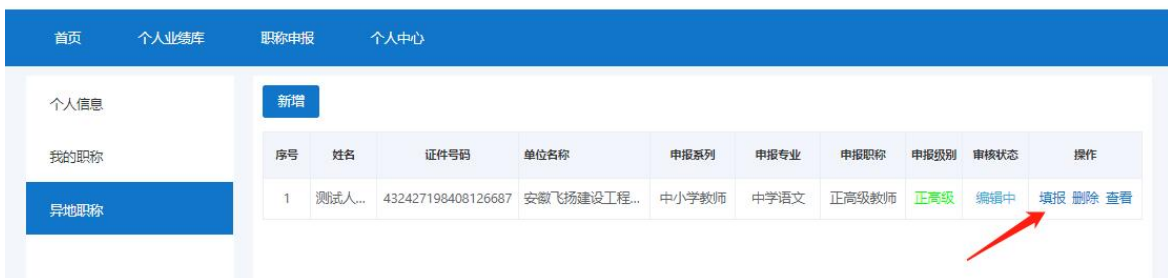 首页 个人业绩库 职称申报 个人中心
个人信息
我的职称
异地职称
新增
序号 姓名 证件号码 单位名称 申报系列 申报专业 申报职称 申报级别 审核状态 操作
1 测试人... 432427198408126687 安徽飞扬建设工程... 中小学教师 中学语文 正高级教师 正高级 编辑中 填报 删除 查看